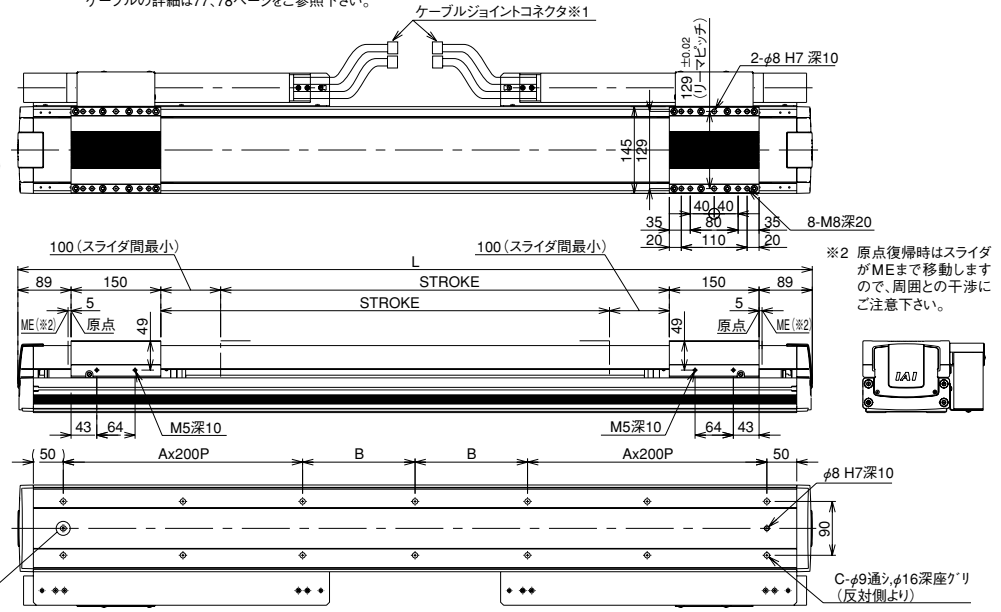 ケーブルの詳細は77、78ページをご参照下さい。
ケーブルジョイントコネクタ※1
129 ±0.02
(リーマピッチ)
2-φ8 H7 深10
145
129
40 40
35 80 35
20 110 20
8-M8深20
※2 原点復帰時はスライダ
がMEまで移動します
ので、周囲との干渉に
ご注意下さい。
100(スライダ間最小)
100(スライダ間最小)
L
89 150 STROKE 150 89
STROKE
5
5
ME(※2) 原点
49
49
原点 ME(※2)
IAI
43 64 M5深10
M5深10 64 43
(50) Ax200P B B Ax200P 50
φ8 H7深10
90
C-φ9通シ,φ16深座グリ
(反対側より)